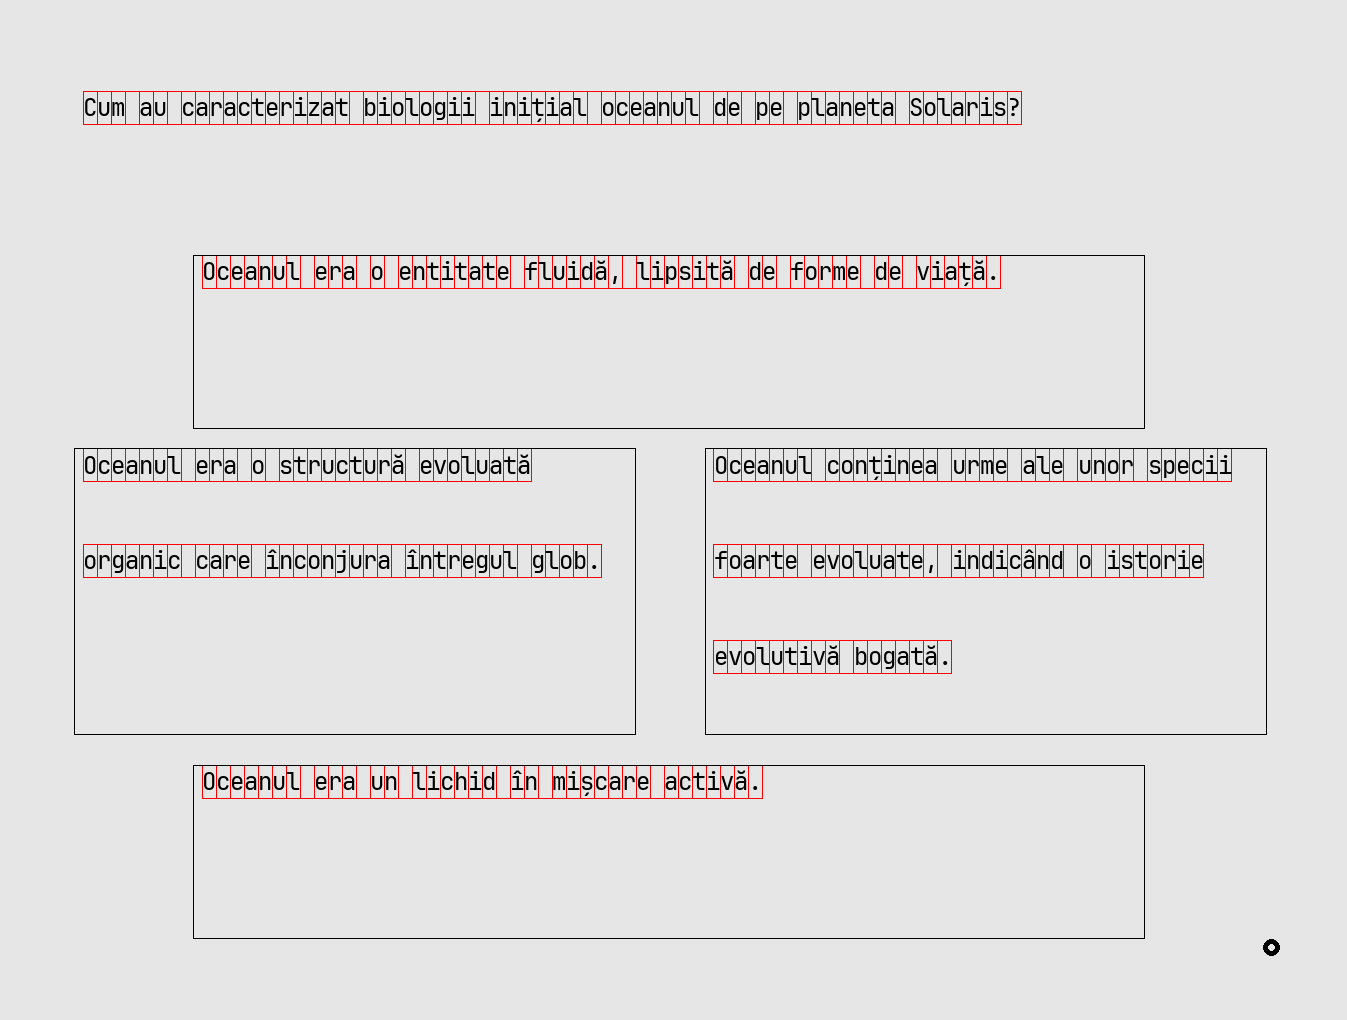 Cum au caracterizat biologii inițial oceanul de pe planeta Solaris?
Oceanul era o entitate fluidă, lipsită de forme de viață.
Oceanul era o structură evoluată
organic care înconjura întregul glob.
Oceanul conținea urme ale unor specii
foarte evoluate, indicând o istorie
evolutivă bogată.
Oceanul era un lichid în mișcare activă.